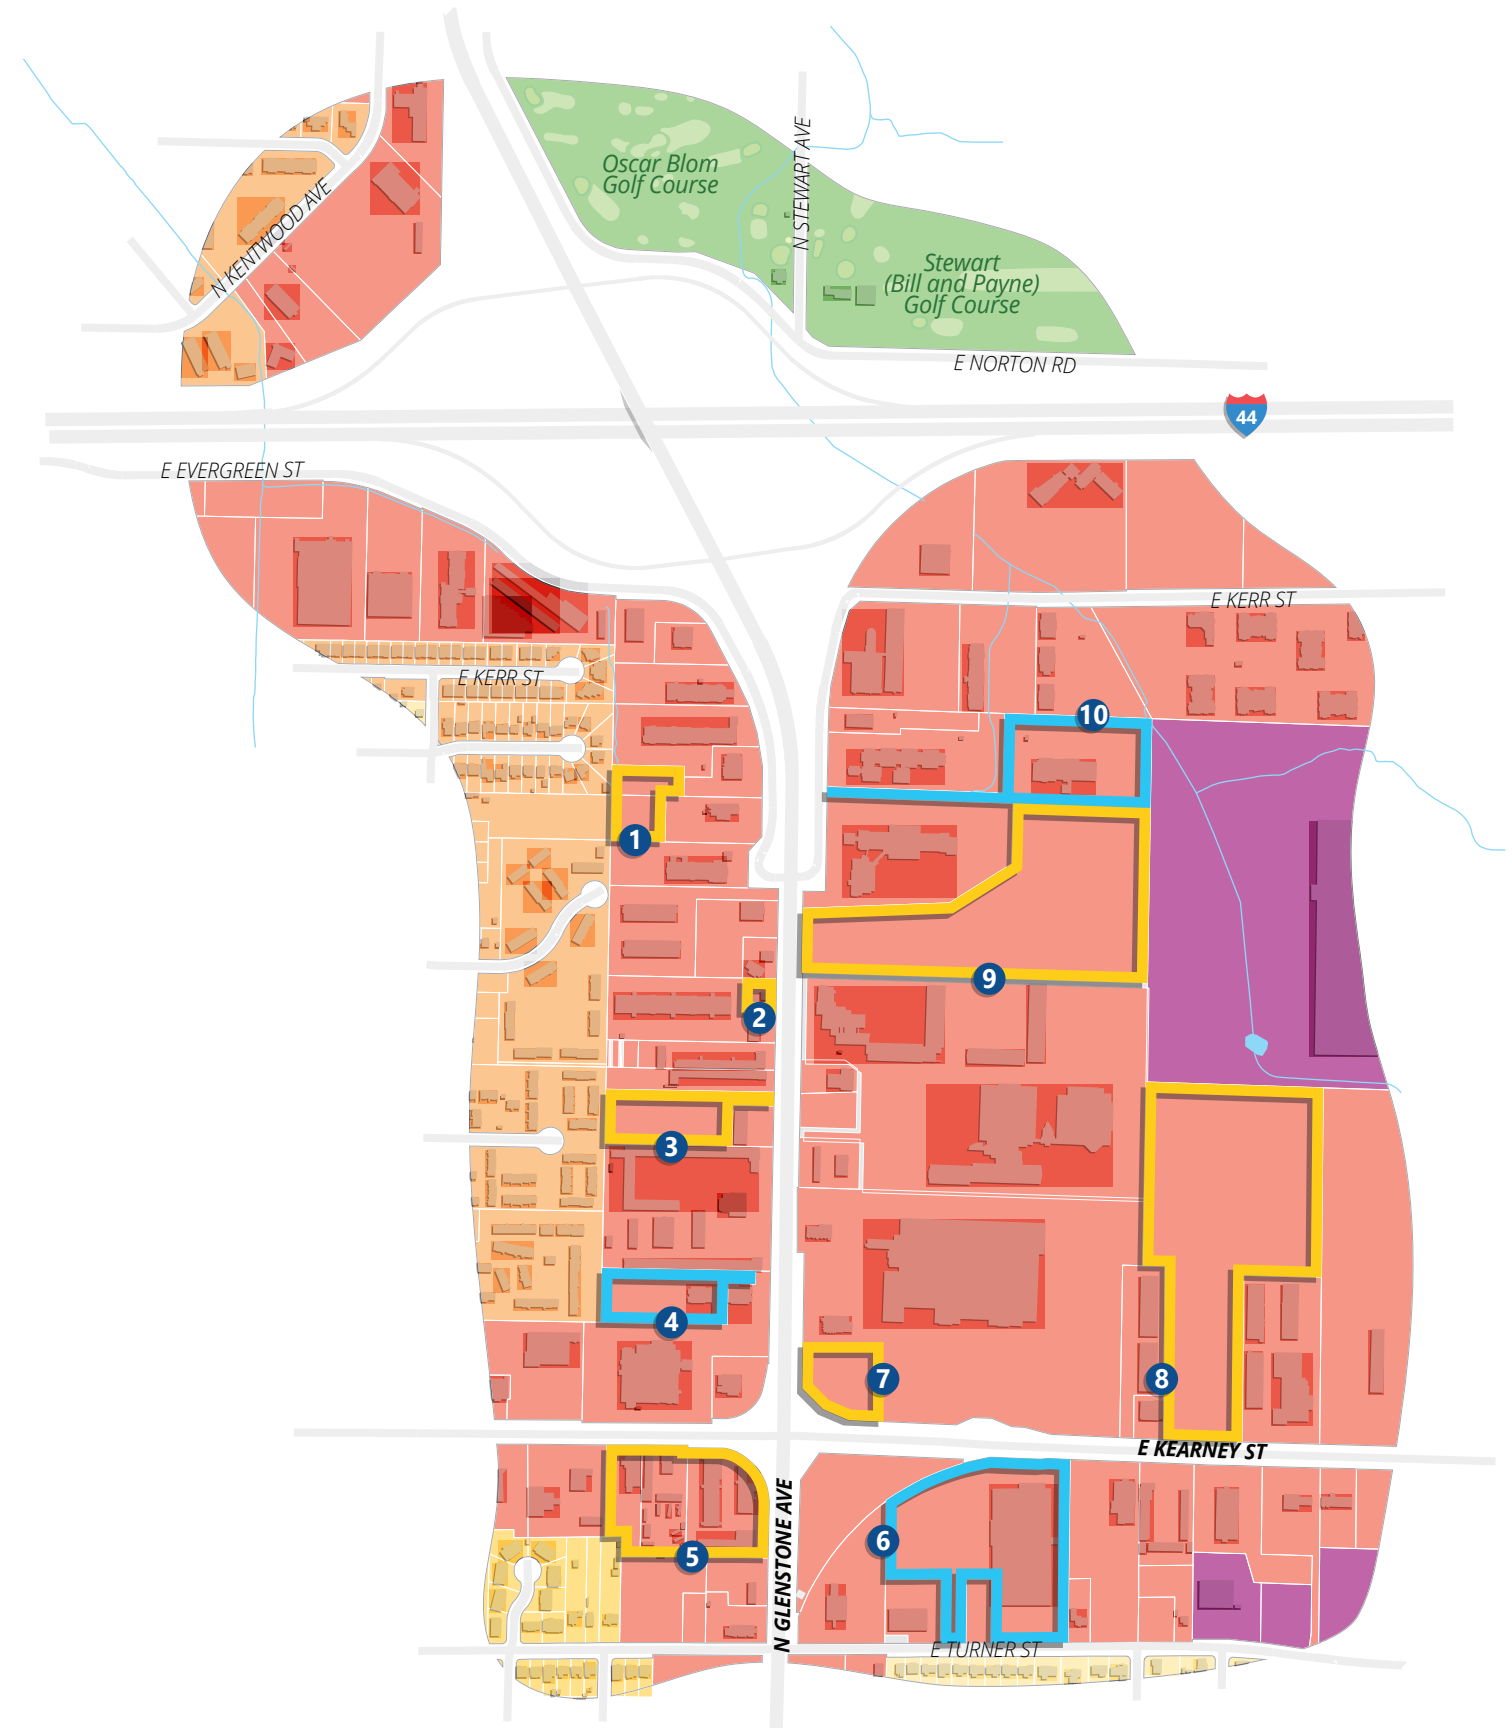 N STEWART AVE
Oscar Blom
Golf Course
N KENTWOOD AVE
Stewart
(Bill and Payne)
Golf Course
E NORTON RD
44
E EVERGREEN ST
E KERR ST
E KERR ST
10
1
9
2
3
4
7
8
E KEARNEY ST
N GLENSTONE AVE
6
5
E TURNER ST